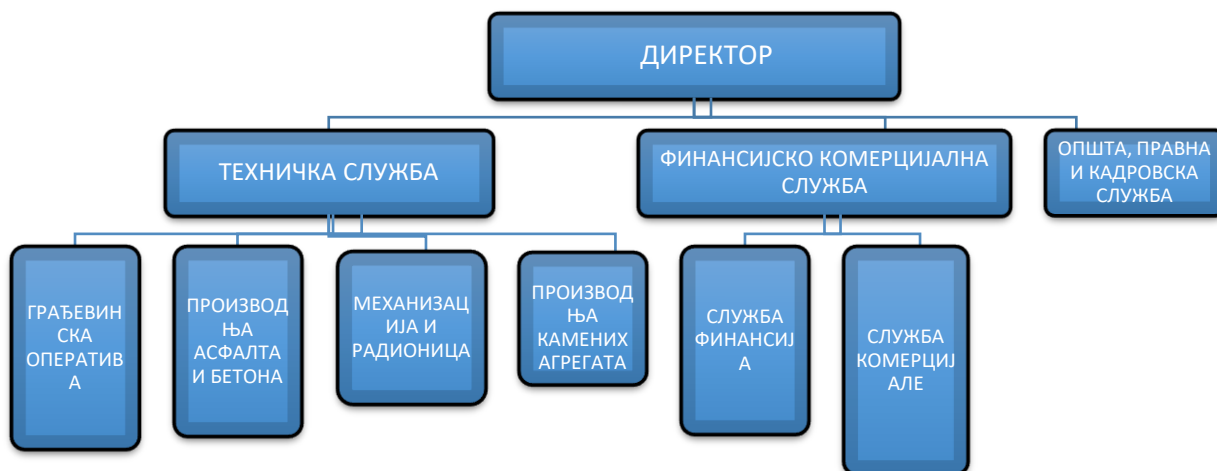 ДИРЕКТОР
ТЕХНИЧКА СЛУЖБА
ФИНАНСИЈСКО КОМЕРЦИЈАЛНА
СЛУЖБА
ОПШТА, ПРАВНА
И КАДРОВСКА
СЛУЖБА
ГРАЂЕВИН
СКА
ОПЕРАТИВ
А
ПРОИЗВОД
ЊА
АСФАЛТА
И БЕТОНА
МЕХАНИЗАЦ
ИЈА И
РАДИОНИЦА
ПРОИЗВОД
ЊА
КАМЕНИХ
АГРЕГАТА
СЛУЖБА
ФИНАНСИЈ
А
СЛУЖБА
КОМЕРЦИЈ
АЛЕ